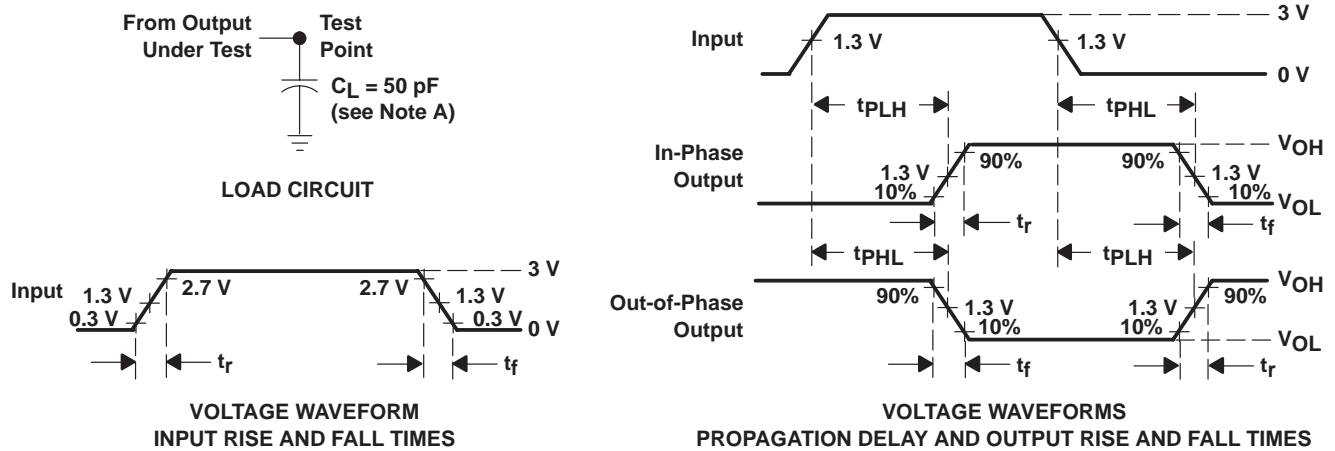 From Output
Under Test
Test
Point
CL = 50 pF
(see Note A)
LOAD CIRCUIT
Input
1.3 V
0.3 V
2.7 V
2.7 V
1.3 V
0.3 V
3 V
0 V
tr
tf
VOLTAGE WAVEFORM
INPUT RISE AND FALL TIMES
Input
1.3 V
1.3 V
3 V
0 V
tPLH
tPHL
In-Phase
Output
1.3 V
10%
90%
90%
1.3 V
10%
VOH
VOL
tr
tf
tPHL
tPLH
Out-of-Phase
Output
90%
1.3 V
10%
1.3 V
10%
90%
VOH
VOL
tf
tr
VOLTAGE WAVEFORMS
PROPAGATION DELAY AND OUTPUT RISE AND FALL TIMES